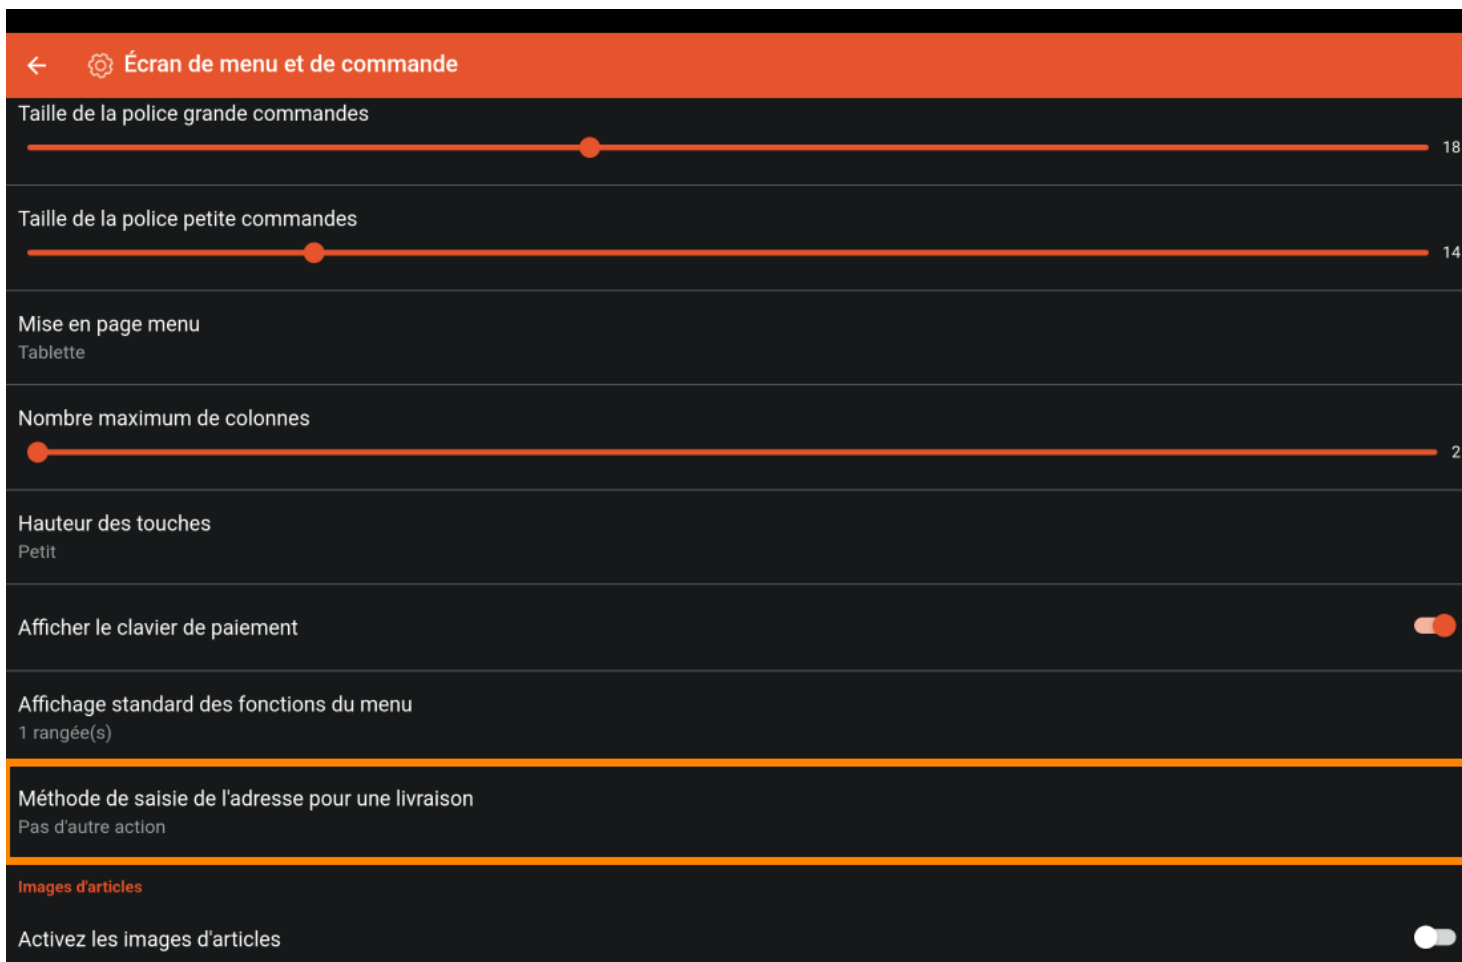 Écran de menu et de commande
Taille de la police grande commandes
18
Taille de la police petite commandes
14
Mise en page menu
Tablette
Nombre maximum de colonnes
2
Hauteur des touches
Petit
Afficher le clavier de paiement
Affichage standard des fonctions du menu
1 rangée(s)
Méthode de saisie de l'adresse pour une livraison
Pas d'autre action
Images d'articles
Activez les images d'articles